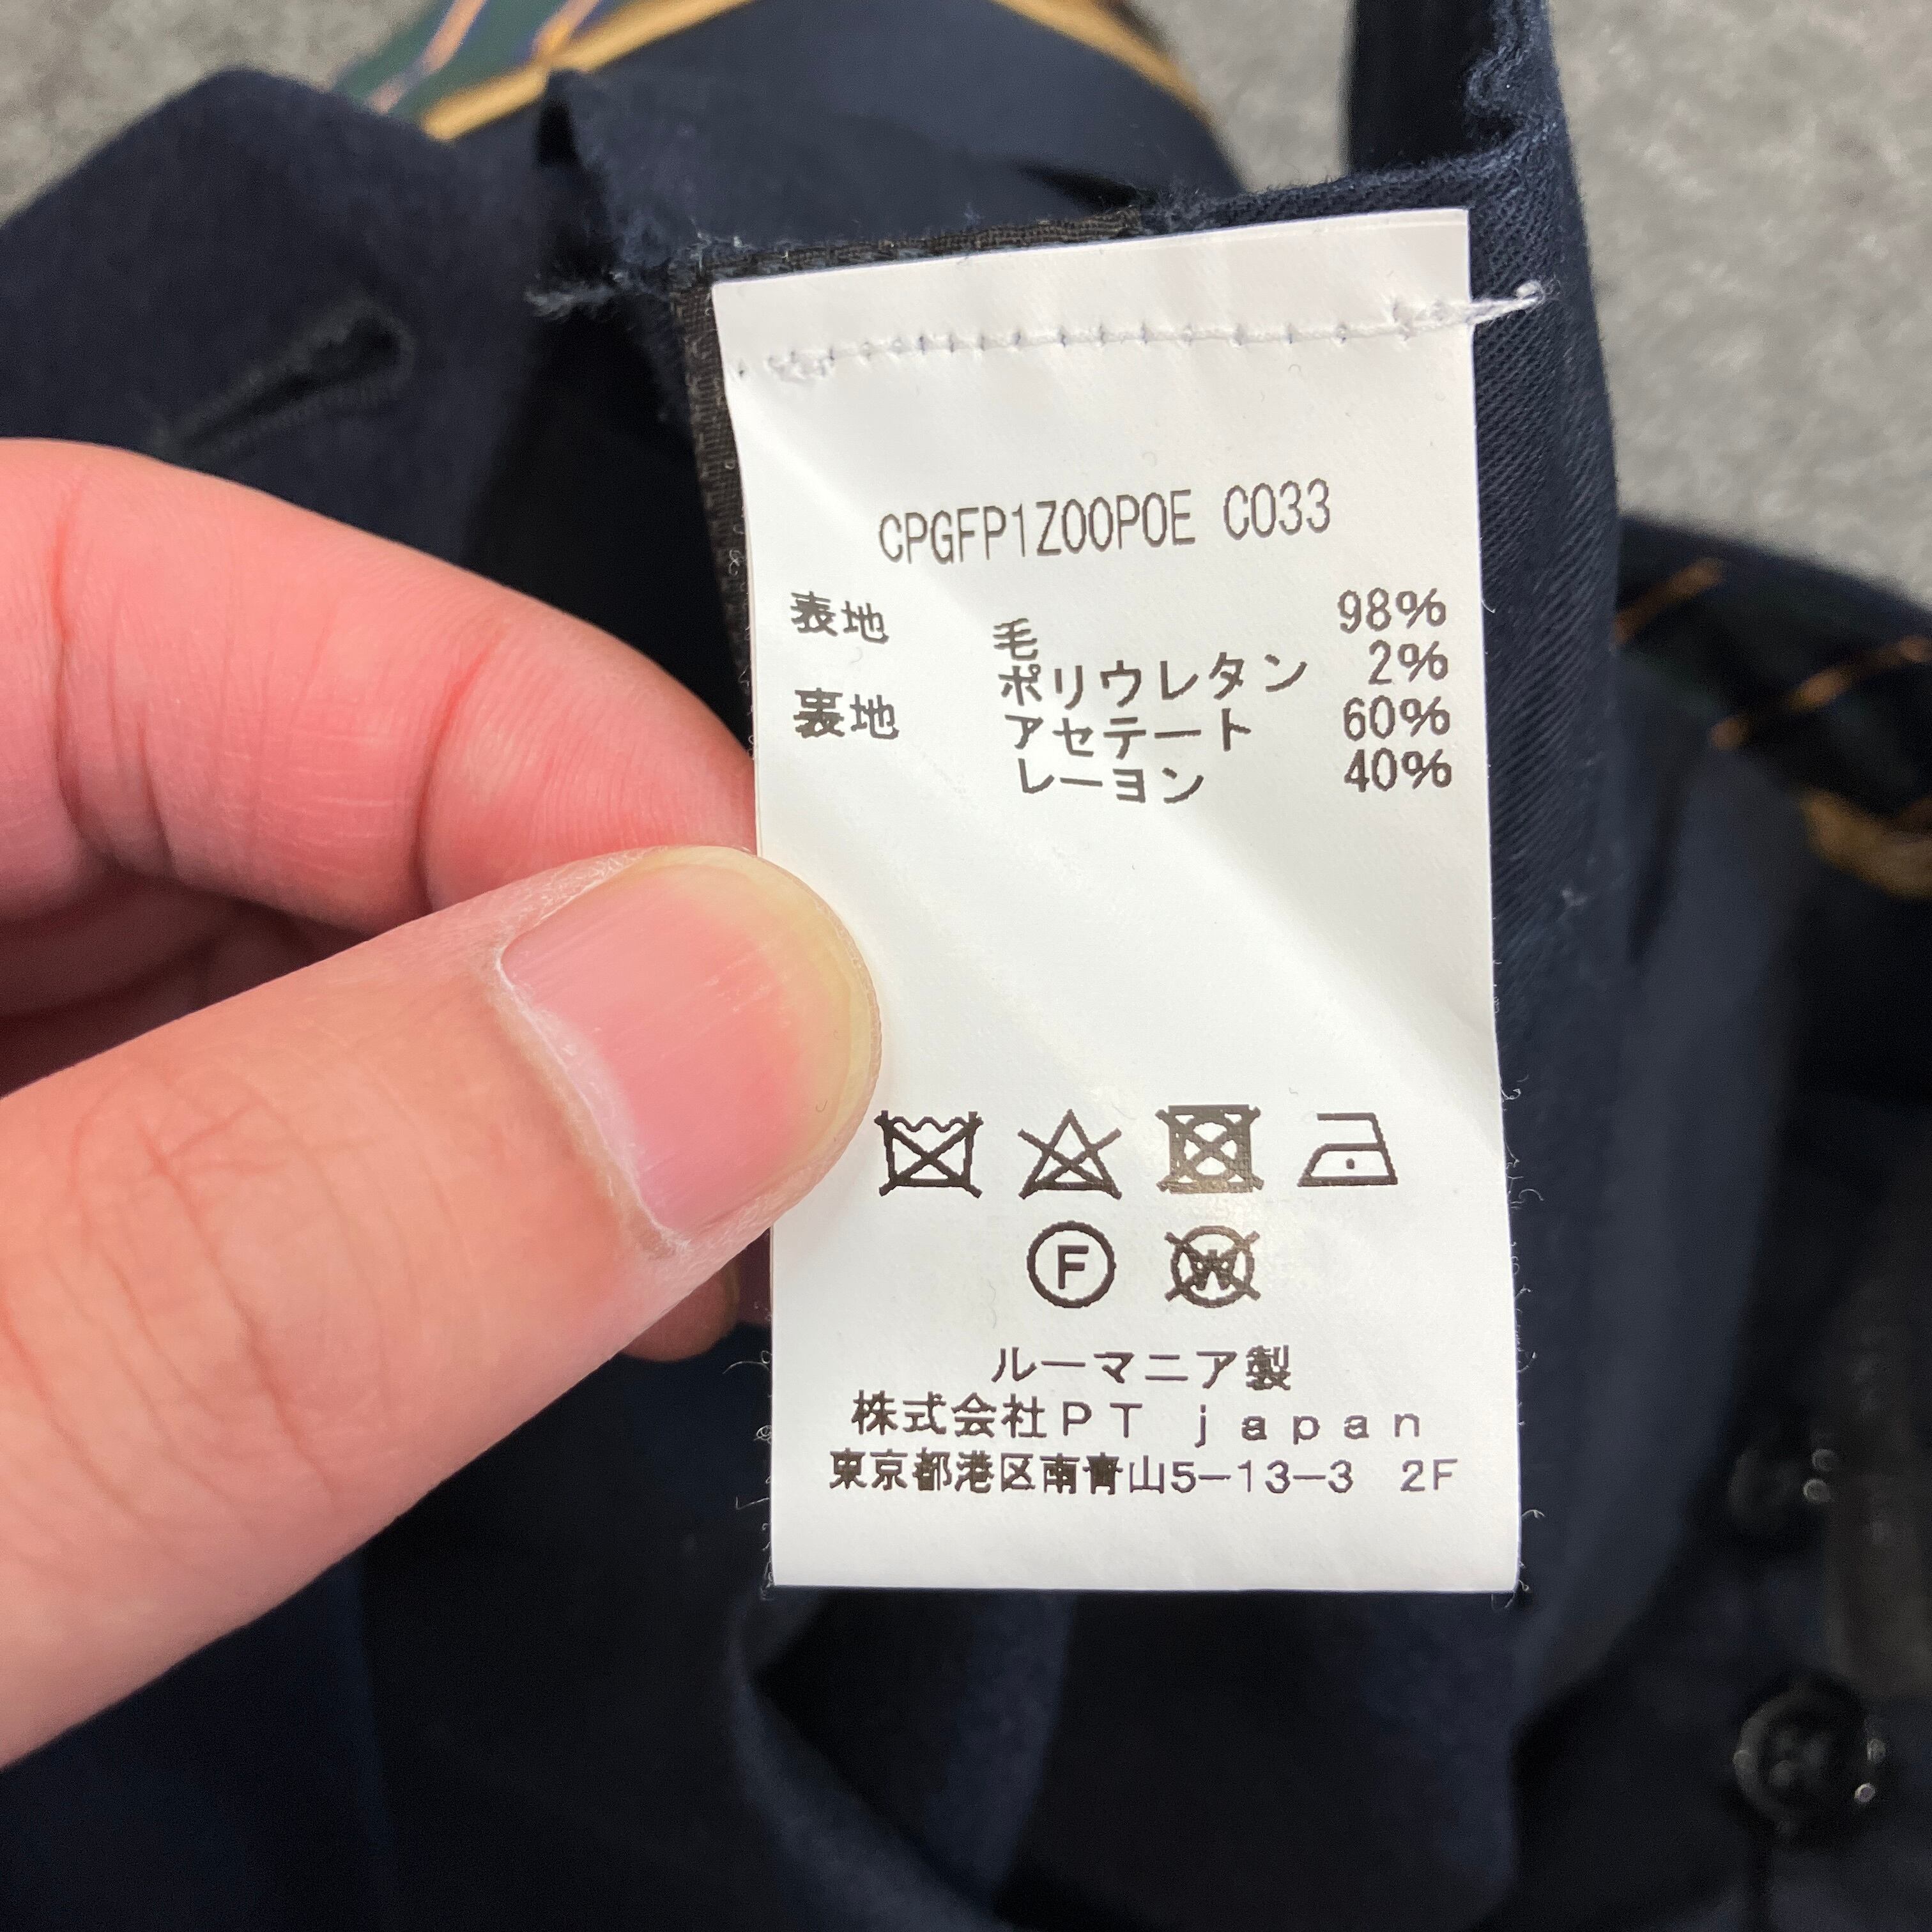 CPGFP1Z00P0E C033
表地 毛 98%
ポリウレタン 2%
裏地 アセテート 60%
レーヨン 40%
F W
ルーマニア製
株式会社PT japan
東京都港区南青山5-13-3 2F